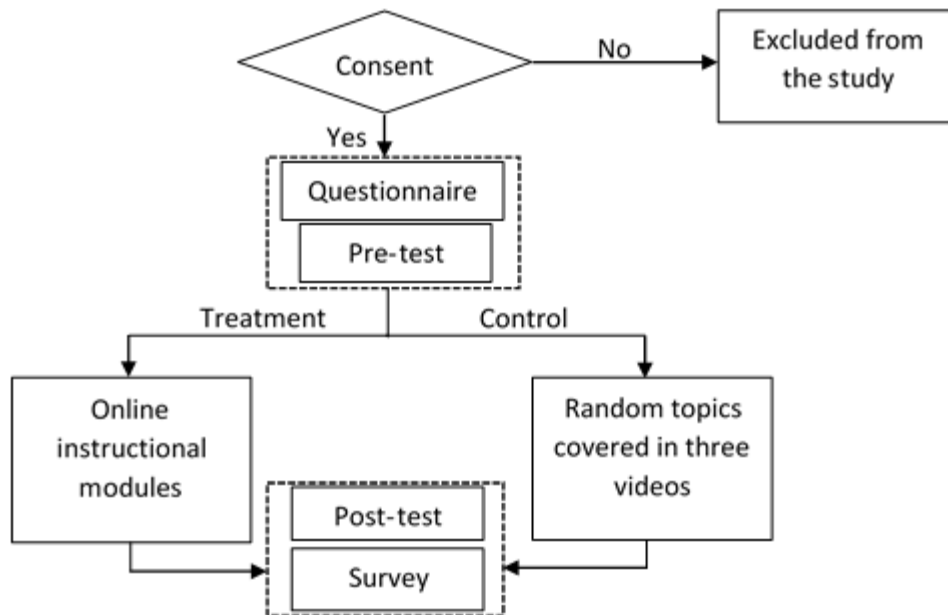 Consent
No
Excluded from
the study
Yes
Questionnaire
Pre-test
Treatment
Control
Online
instructional
modules
Random topics
covered in three
videos
Post-test
Survey